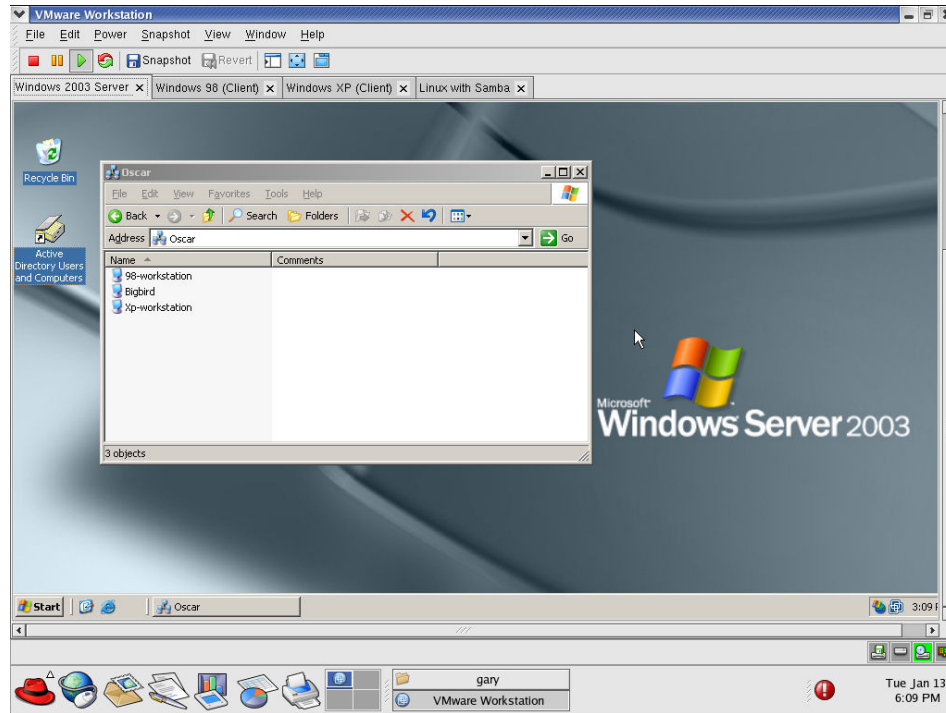 VMware Workstation
File Edit Power Snapshot View Window Help
Snapshot Revert
Windows 2003 Server Windows 98 (Client) Windows XP (Client) Linux with Samba
Recycle Bin
Active
Directory Users
and Computers
Oscar
File Edit View Favorites Tools Help
Back Search Folders
Address Oscar Go
Name Comments
98-workstation
Bigbird
Xp-workstation
3 objects
Microsoft
Windows Server 2003
Start Oscar 3:09
gary
VMware Workstation
Tue Jan 13
6:09 PM